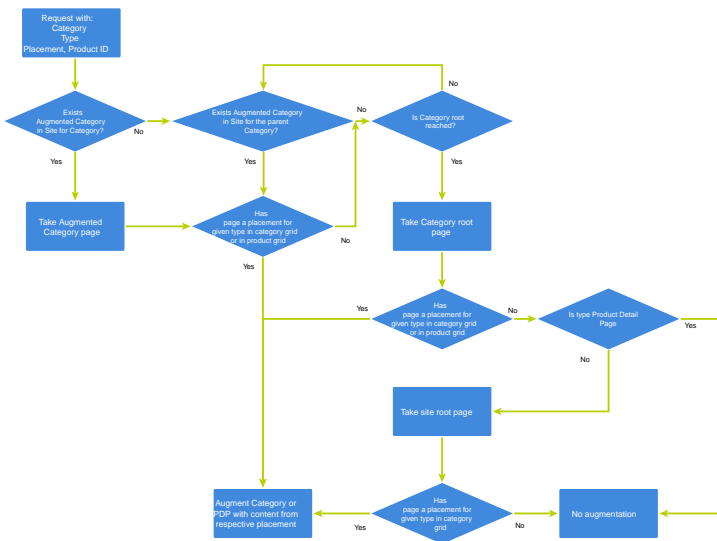 Request with:
Category
Type
Placement, Product ID
Exists
Augmented Category
in Site for Category?
No
Exists Augmented Category
in Site for the parent
Category?
No
Is Category root
reached?
No
Yes
Yes
Yes
Take Augmented
Category page
Has
page a placement for
given type in category grid
or in product grid
No
Yes
Take Category root
page
Yes
Has
page a placement for
given type in category grid
or in product grid
No
Is type Product Detail
Page
Yes
No
Take site root page
Augment Category or
PDP with content from
respective placement
Yes
Has
page a placement for
given type in category
grid
No
No augmentation